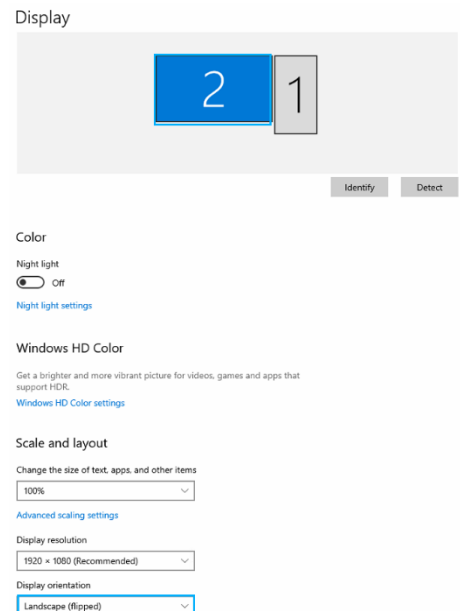 Display
2
1
Identify
Detect
Color
Night light
Off
Night light settings
Windows HD Color
Get a brighter and more vibrant picture for videos, games and apps that
support HDR.
Windows HD Color settings
Scale and layout
Change the size of text, apps, and other items
100%
Advanced scaling settings
Display resolution
1920 × 1080 (Recommended)
Display orientation
Landscape (flipped)